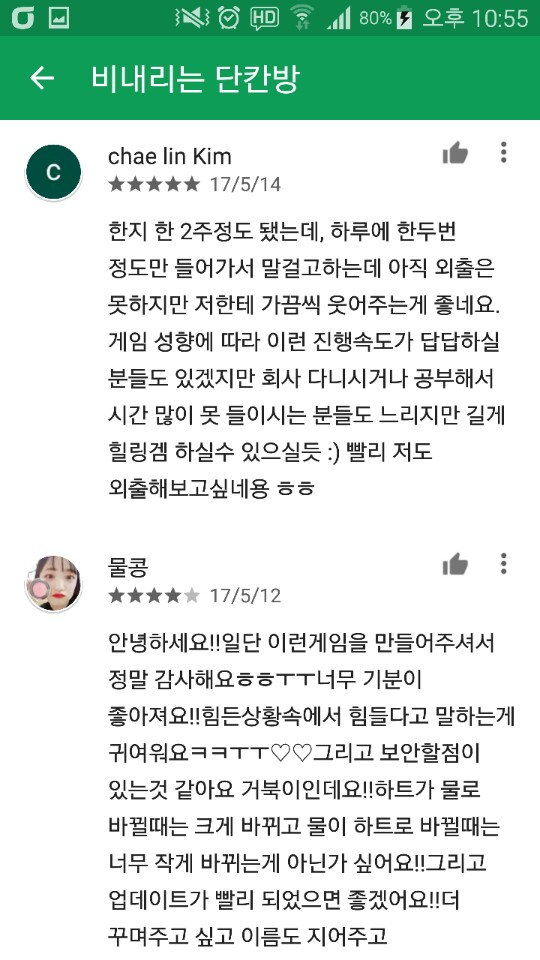 HD 80% 오후 10:55
비내리는 단칸방
C
chae lin Kim
★★★★★ 17/5/14
한지 한 2주정도 됐는데, 하루에 한두번
정도만 들어가서 말걸고하는데 아직 외출은
못하지만 저한테 가끔씩 웃어주는게 좋네요.
게임 성향에 따라 이런 진행속도가 답답하실
분들도 있겠지만 회사 다니시거나 공부해서
시간 많이 못 들이시는 분들도 느리지만 길게
힐링겜 하실수 있으실듯 :) 빨리 저도
외출해보고싶네용 ㅎㅎ
물콩
★★★★★ 17/5/12
안녕하세요!!일단 이런게임을 만들어주셔서
정말 감사해요ㅎㅎㅜㅜ너무 기분이
좋아져요!!힘든상황속에서 힘들다고 말하는게
귀여워요ㅋㅋㅜㅜ♡♡그리고 보안할점이
있는것 같아요 거북이인데요!!하트가 물로
바뀔때는 크게 바뀌고 물이 하트로 바뀔때는
너무 작게 바뀌는게 아닌가 싶어요!!그리고
업데이트가 빨리 되었으면 좋겠어요!!더
꾸며주고 싶고 이름도 지어주고